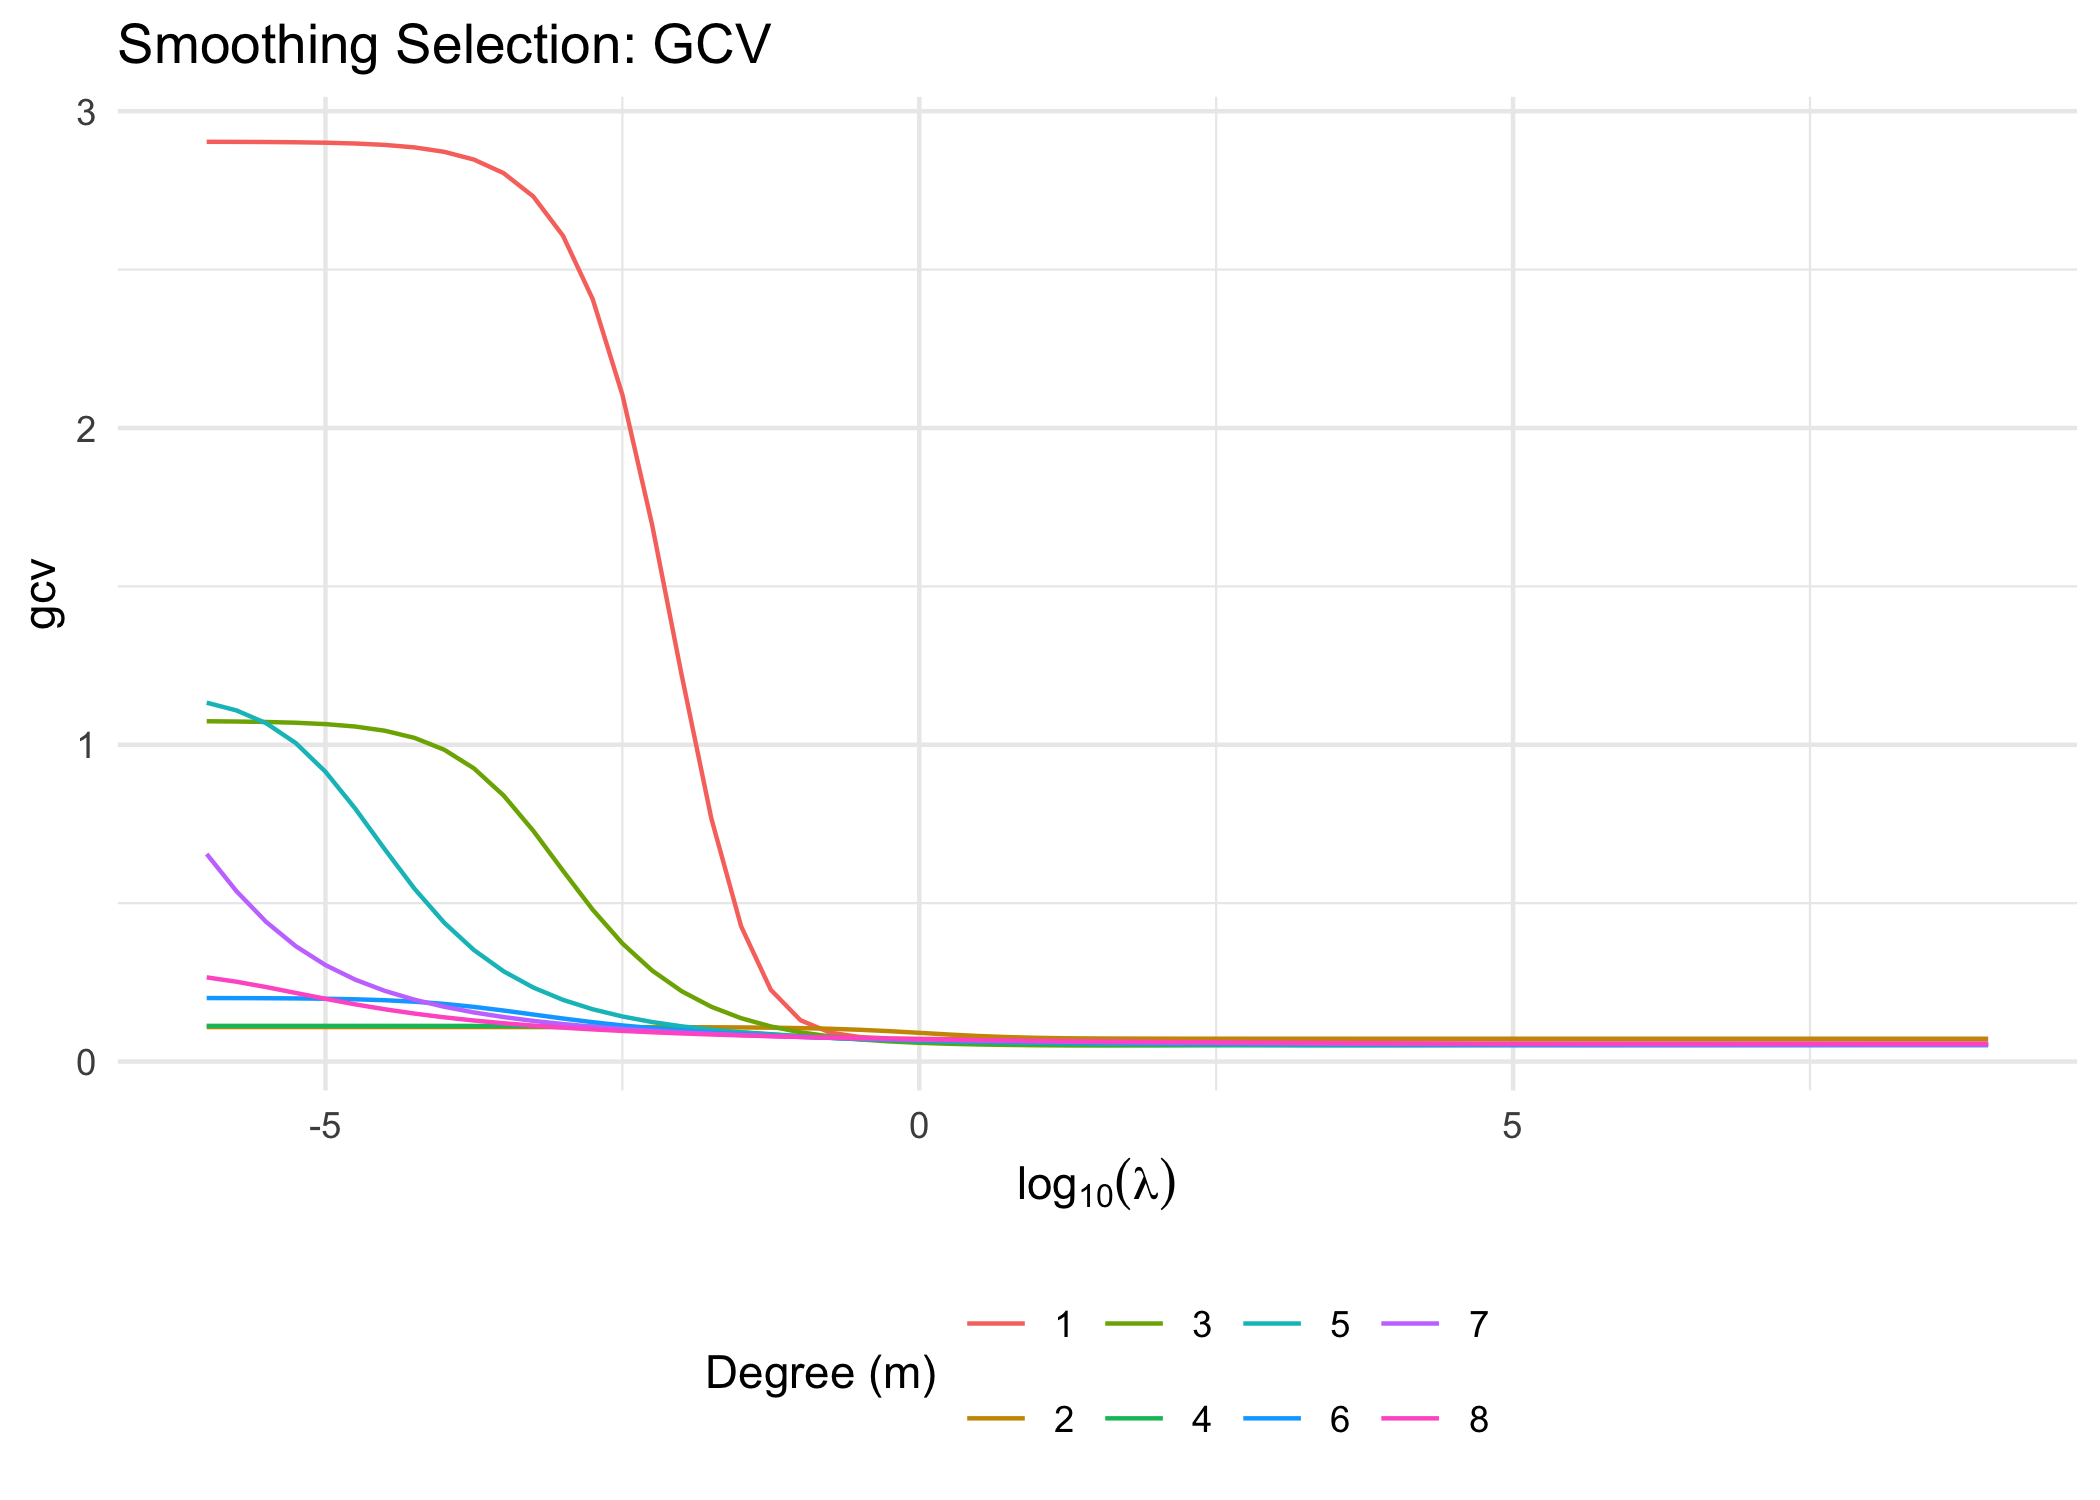 Smoothing Selection: GCV
3
2
1
0
gcv
-5 0 5
log₁₀(λ)
1 3 5 7
Degree (m)
2 4 6 8